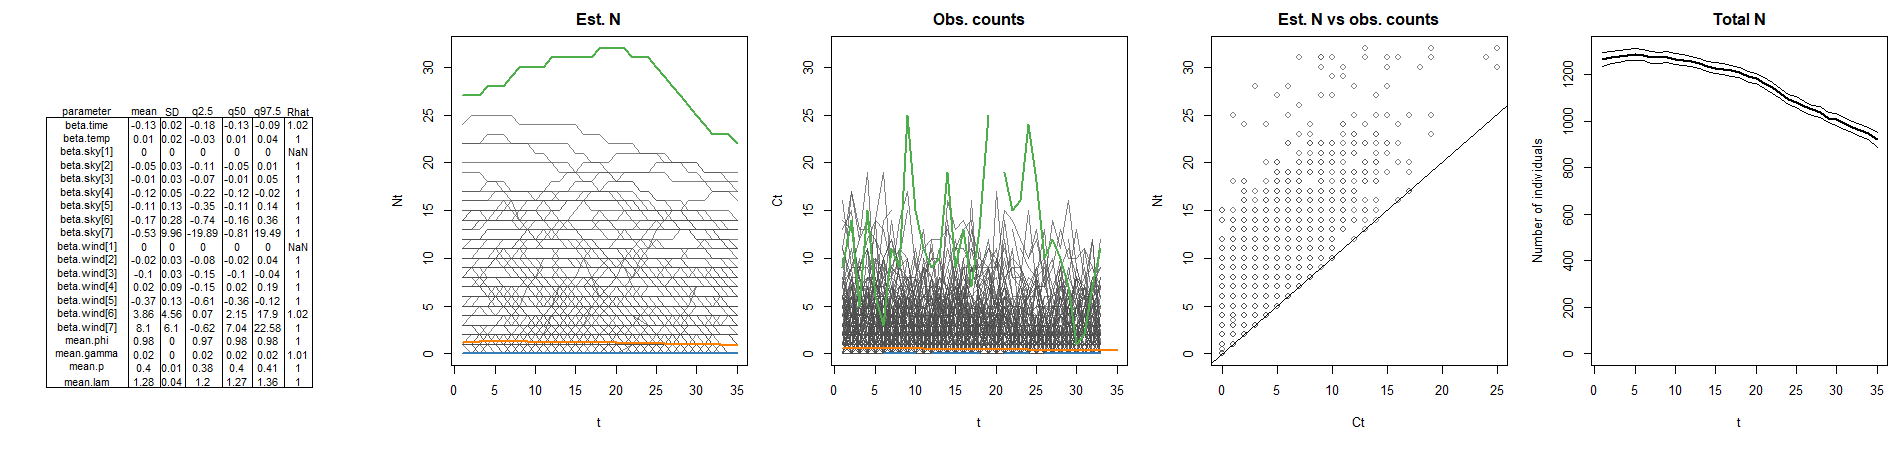 parameter mean SD q2.5 q50 q97.5 Rhat
beta.time −0.13 0.02 −0.18 −0.13 −0.09 1.02
beta.temp 0.01 0.02 −0.03 0.01 0.04 1
beta.sky[1] 0 0 0 0 0 NaN
beta.sky[2] −0.05 0.03 −0.11 −0.05 0.01 1
beta.sky[3] −0.01 0.03 −0.07 −0.01 0.05 1
beta.sky[4] −0.12 0.05 −0.22 −0.12 −0.02 1
beta.sky[5] −0.11 0.13 −0.35 −0.11 0.14 1
beta.sky[6] −0.17 0.28 −0.74 −0.16 0.36 1
beta.sky[7] −0.53 9.96 −19.89 −0.81 19.49 1
beta.wind[1] 0 0 0 0 0 NaN
beta.wind[2] −0.02 0.03 −0.08 −0.02 0.04 1
beta.wind[3] −0.1 0.03 −0.15 −0.1 −0.04 1
beta.wind[4] 0.02 0.09 −0.15 0.02 0.19 1
beta.wind[5] −0.37 0.13 −0.61 −0.36 −0.12 1
beta.wind[6] 3.86 4.56 0.07 2.15 17.9 1.02
beta.wind[7] 8.1 6.1 −0.62 7.04 22.58 1
mean.phi 0.98 0 0.97 0.98 0.98 1
mean.gamma 0.02 0 0.02 0.02 0.02 1.01
mean.p 0.4 0.01 0.38 0.4 0.41 1
mean.lam 1.28 0.04 1.2 1.27 1.36 1
Est. N
Nt
0 5 10 15 20 25 30
0 5 10 15 20 25 30 35
t
Obs. counts
Ct
0 5 10 15 20 25 30
0 5 10 15 20 25 30 35
t
Est. N vs obs. counts
Nt
0 5 10 15 20 25 30
0 5 10 15 20 25
Ct
Total N
Number of individuals
0 200 400 600 800 1000 1200
0 5 10 15 20 25 30 35
t